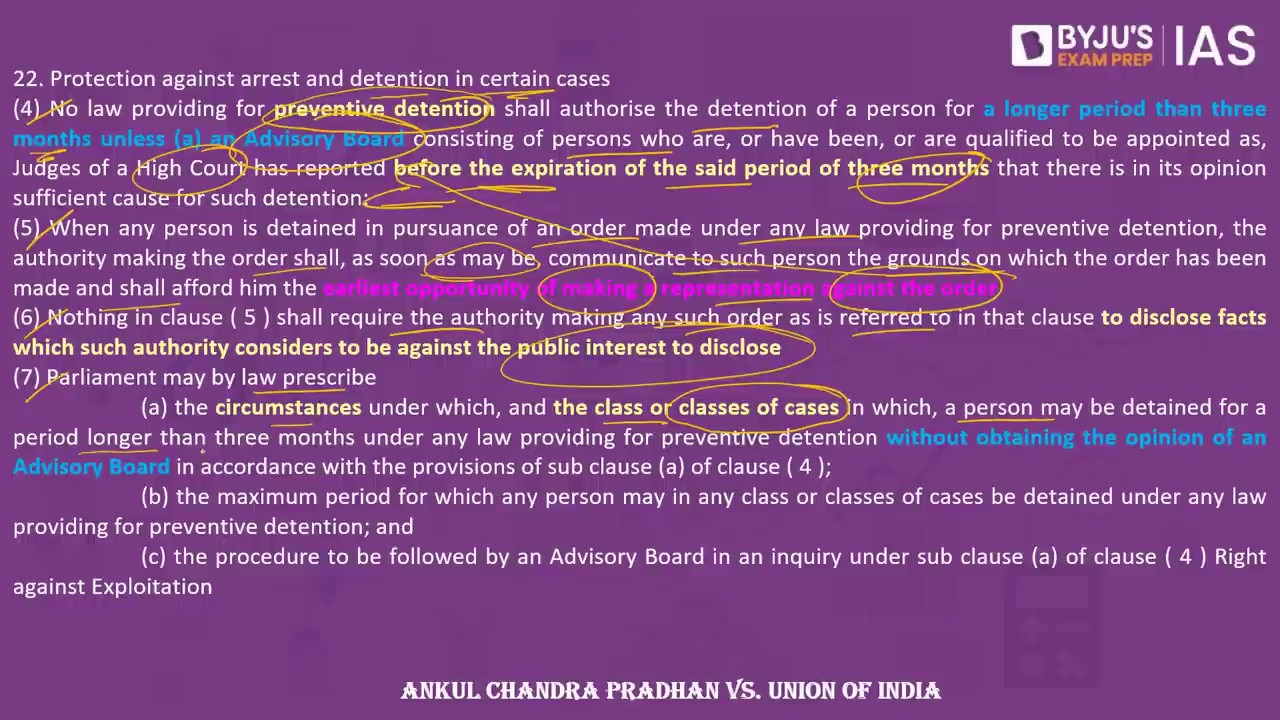 BYJU'S
EXAM PREP
IAS
22. Protection against arrest and detention in certain cases
(4) No law providing for preventive detention shall authorise the detention of a person for a longer period than three
months unless (a) an Advisory Board consisting of persons who are, or have been, or are qualified to be appointed as,
Judges of a High Court has reported before the expiration of the said period of three months that there is in its opinion
sufficient cause for such detention;
(5) When any person is detained in pursuance of an order made under any law providing for preventive detention, the
authority making the order shall, as soon as may be, communicate to such person the grounds on which the order has been
made and shall afford him the earliest opportunity of making a representation against the order
(6) Nothing in clause ( 5 ) shall require the authority making any such order as is referred to in that clause to disclose facts
which such authority considers to be against the public interest to disclose
(7) Parliament may by law prescribe
(a) the circumstances under which, and the class or classes of cases in which, a person may be detained for a
period longer than three months under any law providing for preventive detention without obtaining the opinion of an
Advisory Board in accordance with the provisions of sub clause (a) of clause ( 4 );
(b) the maximum period for which any person may in any class or classes of cases be detained under any law
providing for preventive detention; and
(c) the procedure to be followed by an Advisory Board in an inquiry under sub clause (a) of clause ( 4 ) Right
against Exploitation
ANKUL CHANDRA PRADHAN VS. UNION OF INDIA